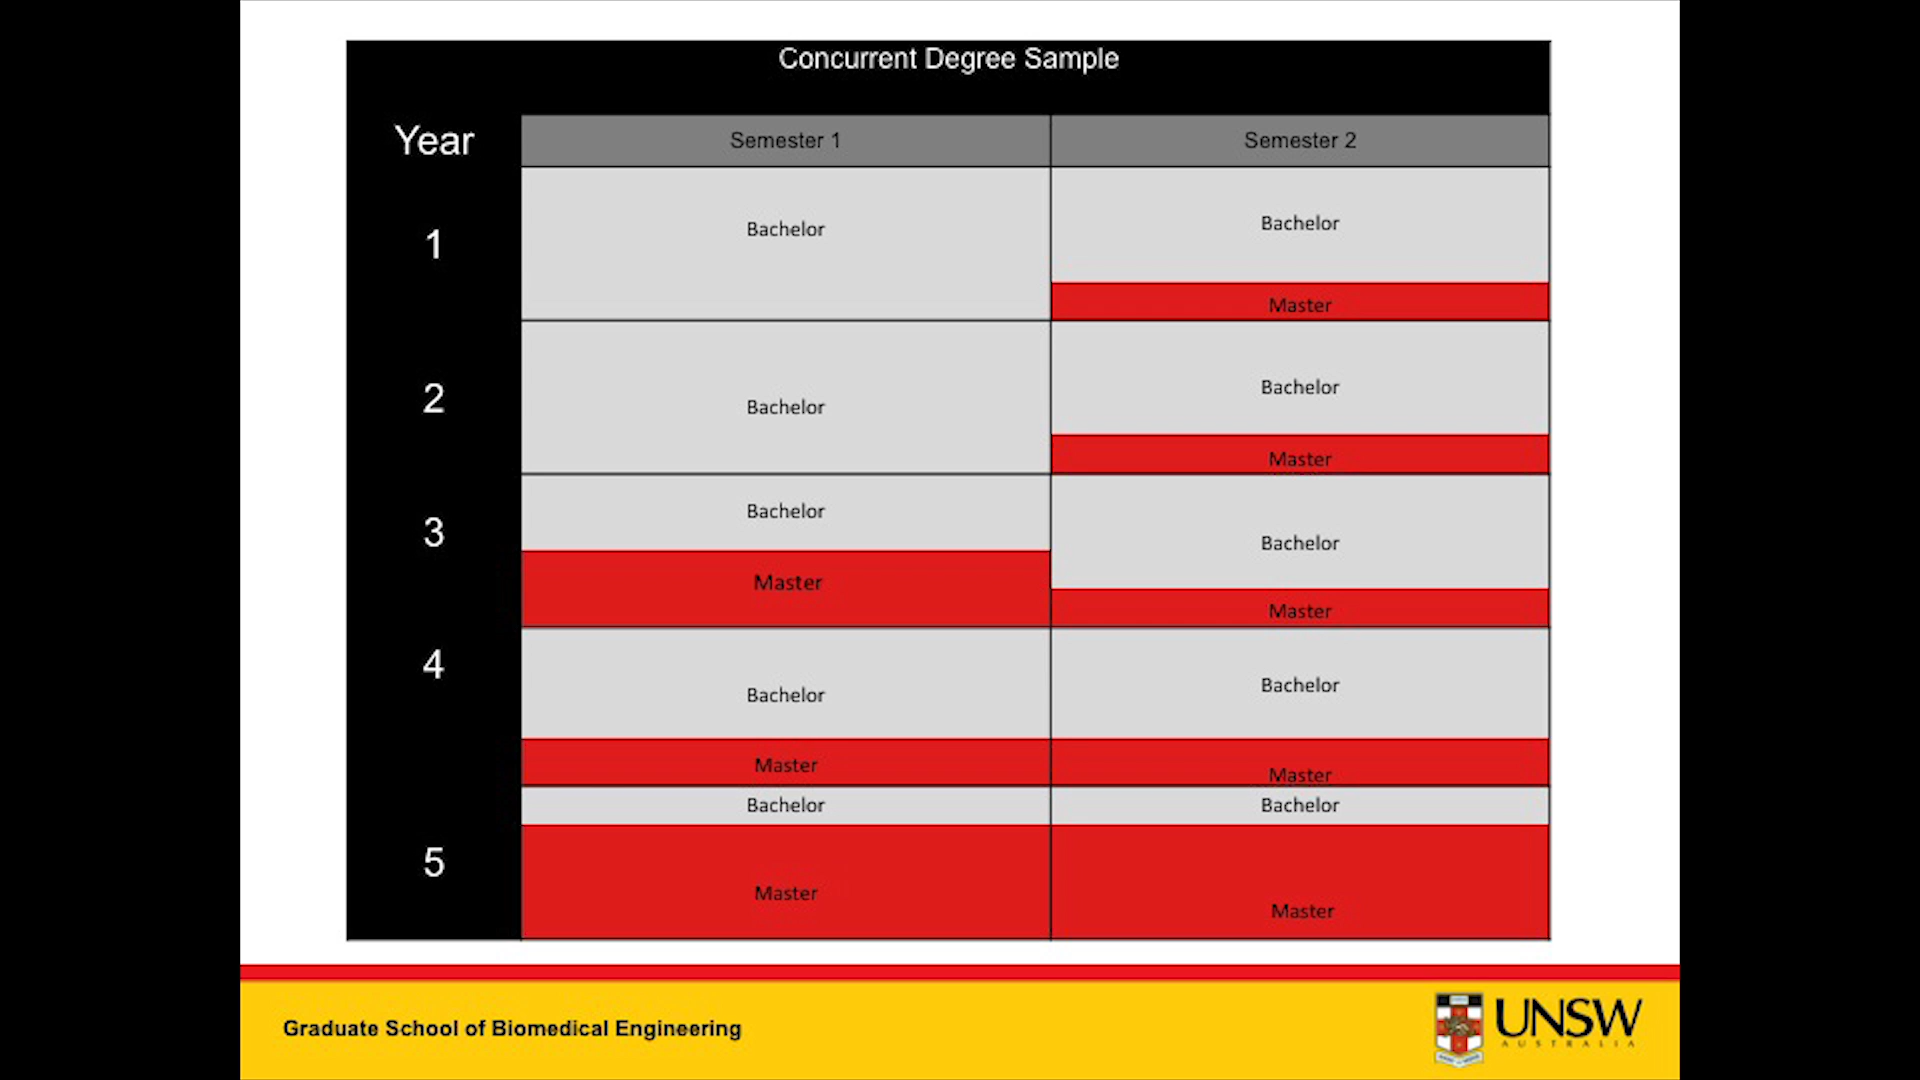 Concurrent Degree Sample
Year
Semester 1
Semester 2
1
Bachelor
Bachelor
Master
2
Bachelor
Bachelor
Master
3
Bachelor
Bachelor
Master
Master
4
Bachelor
Bachelor
Master
Master
5
Bachelor
Bachelor
Master
Master
Graduate School of Biomedical Engineering
UNSW
AUSTRALIA